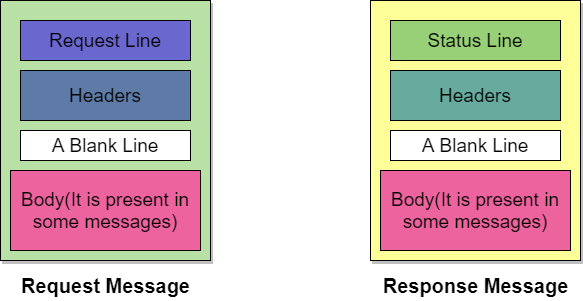 Request Line
Headers
A Blank Line
Body(It is present in
some messages)
Request Message
Status Line
Headers
A Blank Line
Body(It is present in
some messages)
Response Message